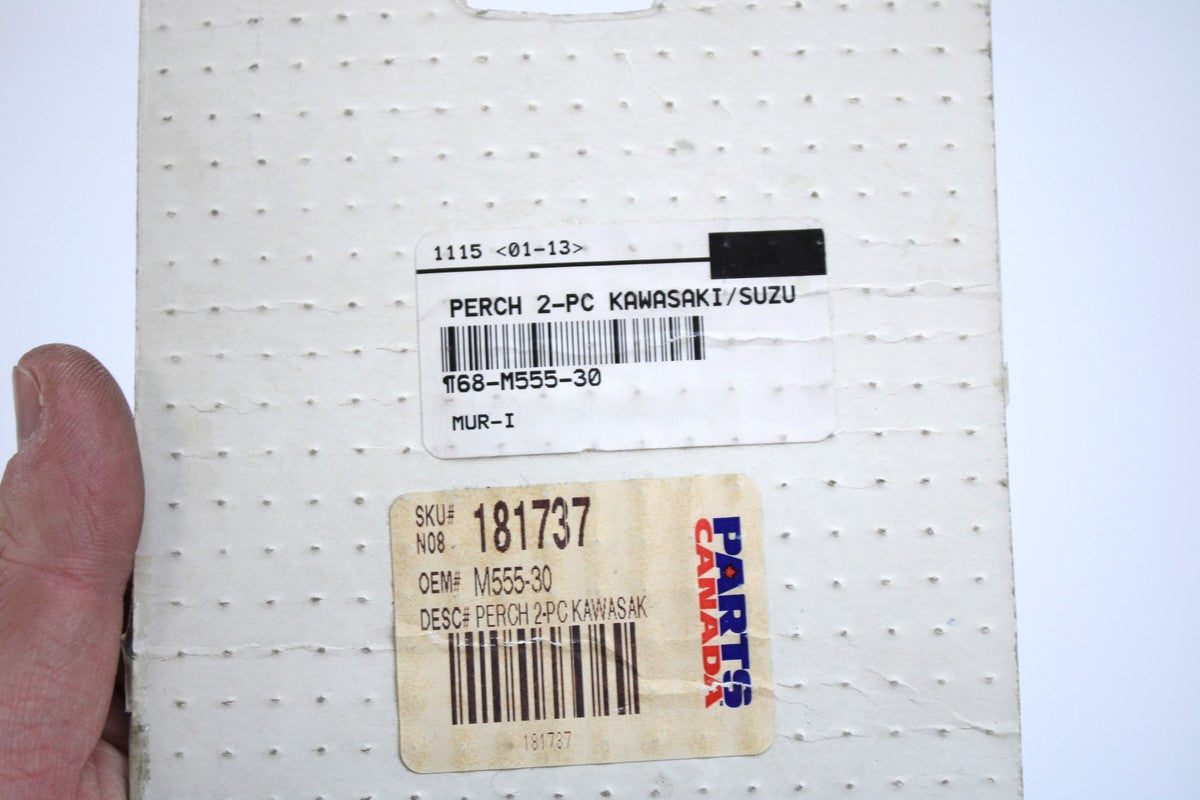 1115 <01-13>
PERCH 2-PC KAWASAKI/SUZU
¶68-M555-30
MUR-I
SKU# 181737
N08
OEM# M555-30
DESC# PERCH 2-PC KAWASAK
181737
PARTS
CANADA